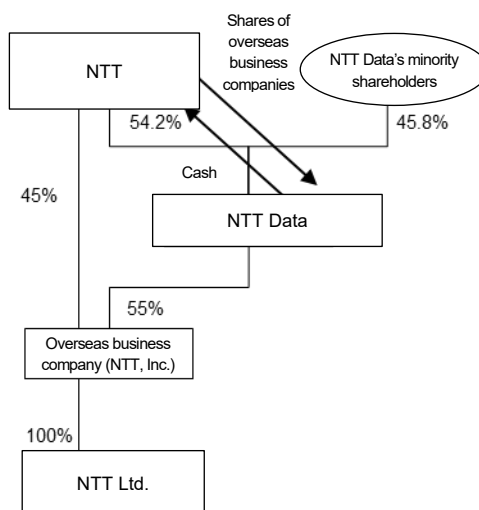 Shares of
overseas
business
companies
NTT
NTT Data's minority
shareholders
54.2%
45.8%
Cash
45%
NTT Data
55%
Overseas business
company (NTT, Inc.)
100%
NTT Ltd.